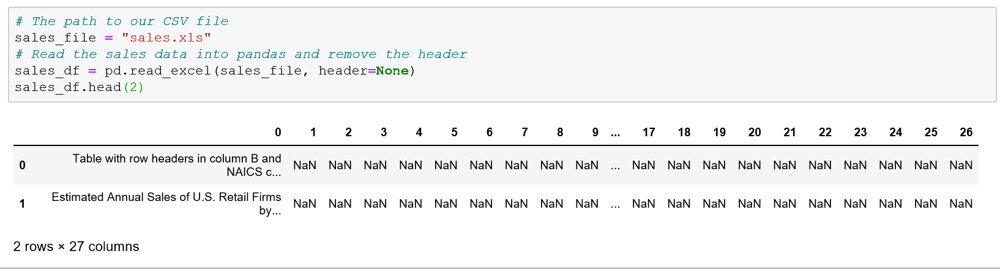 # The path to our CSV file
sales_file = "sales.xls"
# Read the sales data into pandas and remove the header
sales_df = pd.read_excel(sales_file, header=None)
sales_df.head(2)
0 1 2 3 4 5 6 7 8 9 ... 17 18 19 20 21 22 23 24 25 26
0 Table with row headers in column B and NaN NaN NaN NaN NaN NaN NaN NaN NaN ... NaN NaN NaN NaN NaN NaN NaN NaN NaN NaN
NAICS c...
1 Estimated Annual Sales of U.S. Retail Firms NaN NaN NaN NaN NaN NaN NaN NaN NaN ... NaN NaN NaN NaN NaN NaN NaN NaN NaN NaN
by...
2 rows × 27 columns